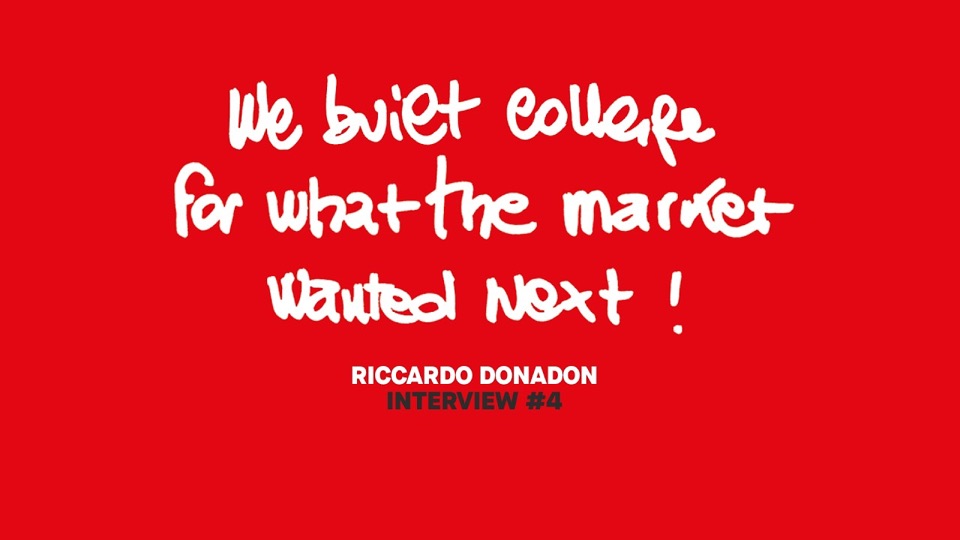 We built college
for what the market
wanted next !
RICCARDO DONADON
INTERVIEW #4